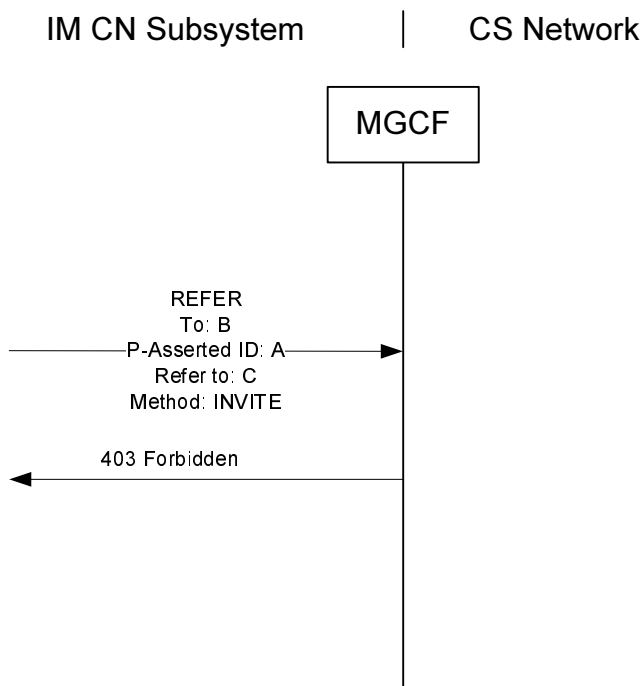 IM CN Subsystem | CS Network
MGCF
REFER
To: B
P-Asserted ID: A
Refer to: C
Method: INVITE
403 Forbidden